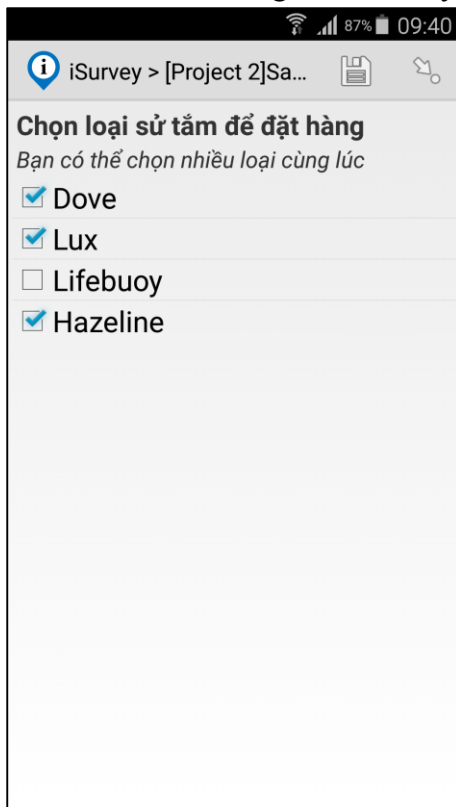 87% 09:40
iSurvey > [Project 2]Sa...
Chọn loại sử tắm để đặt hàng
Bạn có thể chọn nhiều loại cùng lúc
Dove
Lux
Lifebuoy
Hazeline